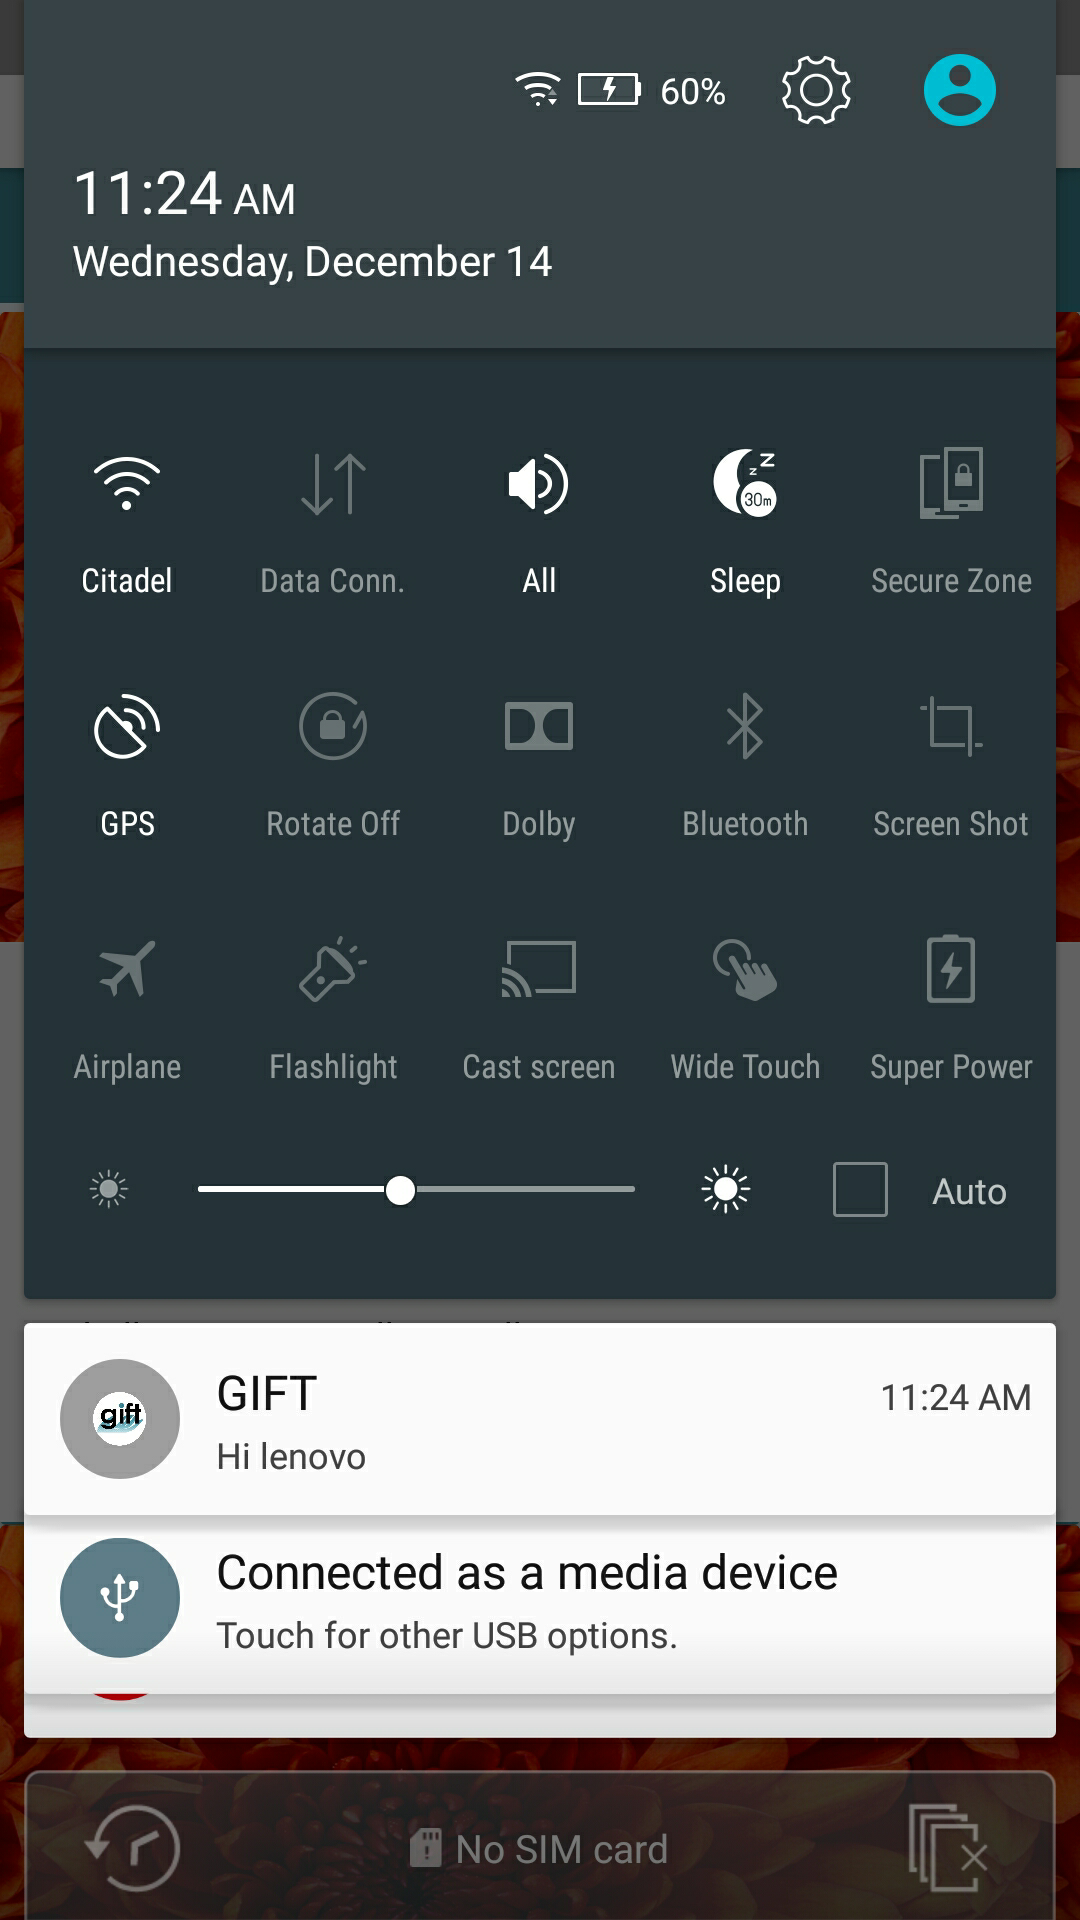 60%
11:24 AM
Wednesday, December 14
30m
Citadel
Data Conn.
All
Sleep
Secure Zone
GPS
Rotate Off
Dolby
Bluetooth
Screen Shot
Airplane
Flashlight
Cast screen
Wide Touch
Super Power
Auto
gift
GIFT
11:24 AM
Hi lenovo
Connected as a media device
Touch for other USB options.
No SIM card